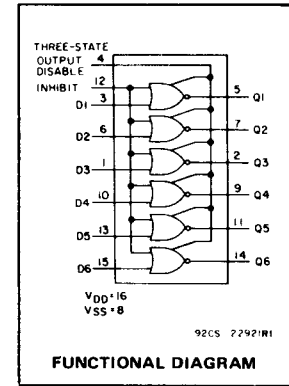 THREE-STATE
OUTPUT 4
DISABLE
INHIBIT 12
D1 3 5 Q1
D2 6 7 Q2
D3 1 2 Q3
D4 10 9 Q4
D5 13 11 Q5
D6 15 14 Q6
VDD=16
VSS=8
92CS 22921R1
FUNCTIONAL DIAGRAM